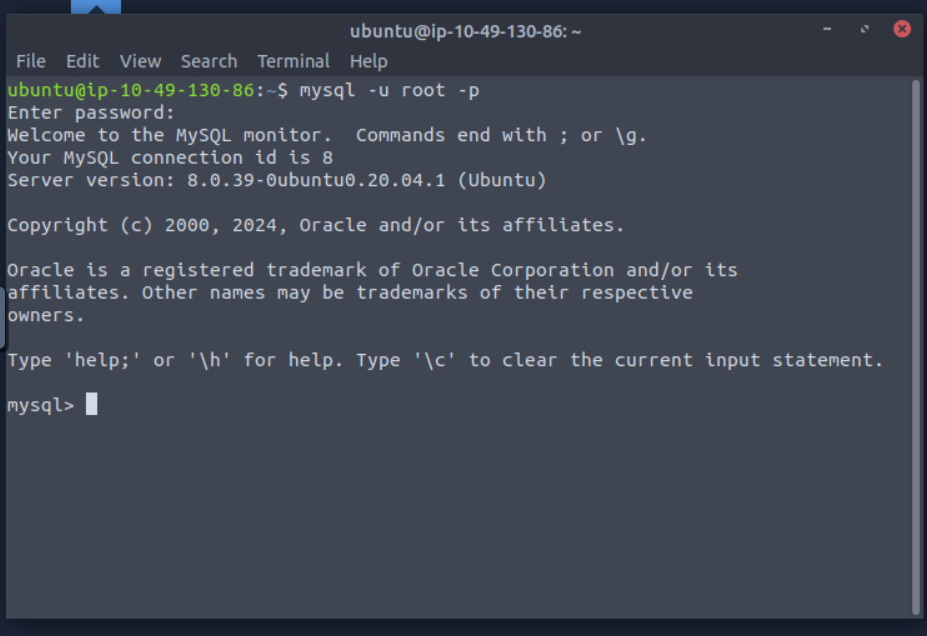 ubuntu@ip-10-49-130-86: ~
File Edit View Search Terminal Help
ubuntu@ip-10-49-130-86:~$ mysql -u root -p
Enter password:
Welcome to the MySQL monitor.  Commands end with ; or \g.
Your MySQL connection id is 8
Server version: 8.0.39-0ubuntu0.20.04.1 (Ubuntu)

Copyright (c) 2000, 2024, Oracle and/or its affiliates.

Oracle is a registered trademark of Oracle Corporation and/or its
affiliates. Other names may be trademarks of their respective
owners.

Type 'help;' or '\h' for help. Type '\c' to clear the current input statement.

mysql>